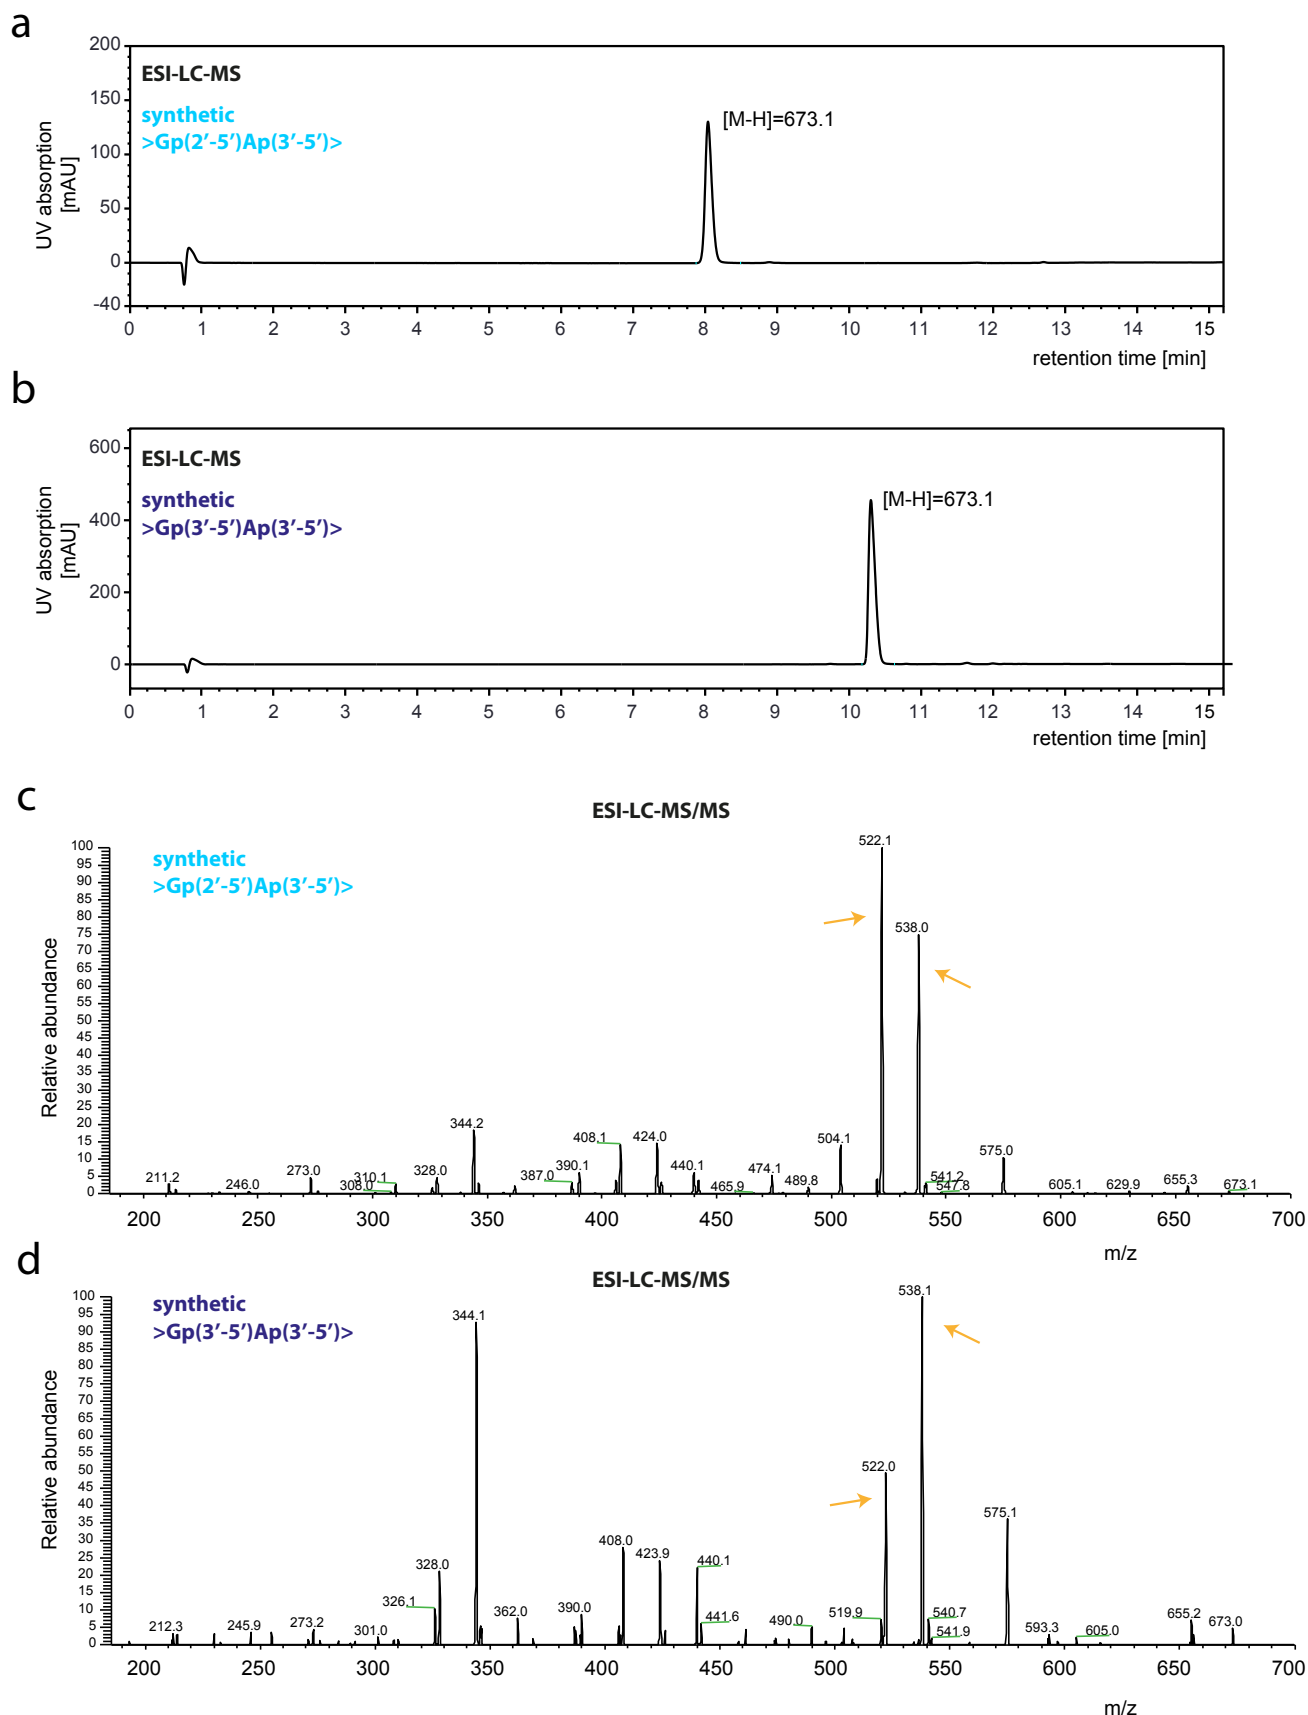 a
ESI-LC-MS
synthetic
>Gp(2′-5′)Ap(3′-5′)>
[M-H]=673.1
UV absorption
[mAU]
200
150
100
50
0
-40
0 1 2 3 4 5 6 7 8 9 10 11 12 13 14 15
retention time [min]
b
ESI-LC-MS
synthetic
>Gp(3′-5′)Ap(3′-5′)>
[M-H]=673.1
UV absorption
[mAU]
600
400
200
0
0 1 2 3 4 5 6 7 8 9 10 11 12 13 14 15
retention time [min]
c
ESI-LC-MS/MS
synthetic
>Gp(2′-5′)Ap(3′-5′)>
Relative abundance
100
95
90
85
80
75
70
65
60
55
50
45
40
35
30
25
20
15
10
5
0
211.2 246.0 273.0 308.0 310.1 328.0 344.2 387.0 390.1 408.1 424.0 440.1 465.9 474.1 489.8 504.1 522.1 538.0 541.2 547.8 575.0 605.1 629.9 655.3 673.1
200 250 300 350 400 450 500 550 600 650 700
m/z
d
ESI-LC-MS/MS
synthetic
>Gp(3′-5′)Ap(3′-5′)>
Relative abundance
100
95
90
85
80
75
70
65
60
55
50
45
40
35
30
25
20
15
10
5
0
212.3 245.9 273.2 301.0 326.1 328.0 344.1 362.0 390.0 408.0 423.9 440.1 441.6 490.0 519.9 522.0 538.1 540.7 541.9 575.1 593.3 605.0 655.2 673.0
200 250 300 350 400 450 500 550 600 650 700
m/z